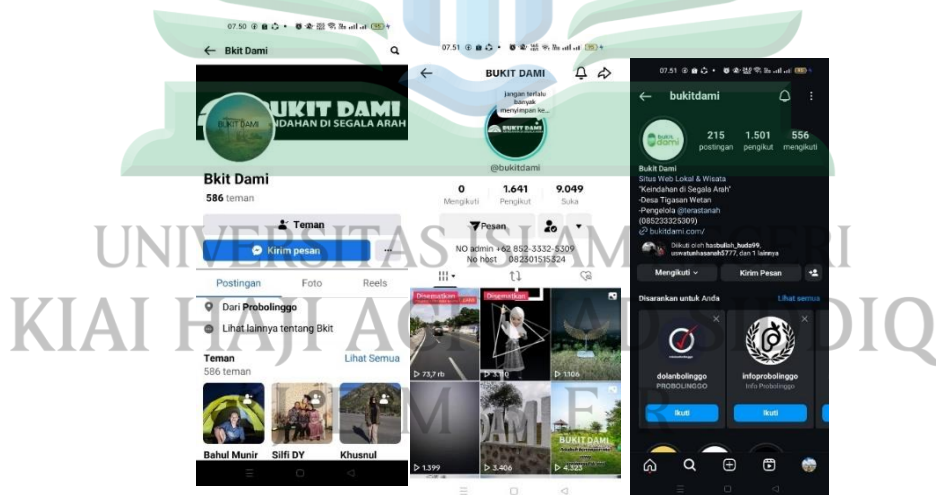 07.50
Bkit Dami
BUKIT DAMI
BUKIT DAMI
INDAHAN DI SEGALA ARAH
Bkit Dami
586 teman
Teman
Kirim pesan
...
Postingan
Foto
Reels
Dari Probolinggo
Lihat lainnya tentang Bkit
Teman
Lihat Semua
586 teman
Bahul Munir
Silfi DY
Khusnul
07.51
BUKIT DAMI
jangan terlalu
banyak
menyimpan ke...
BUKIT DAMI
@bukitdami
0
1.641
9.049
Mengikuti
Pengikut
Suka
Pesan
NO admin +62 852-3332-5309
No host 082301515324
Disematkan
Disematkan
73,7 rb
1.106
DAMI
BUKIT DAMI
1.399
3.406
4.323
07.51
bukitdami
bukit
dami
215
1.501
556
postingan
pengikut
mengikuti
Bukit Dami
Situs Web Lokal & Wisata
"Keindahan di Segala Arah"
-Desa Tigasan Wetan
-Pengelola @terastanah
(085233325309)
bukitdami.com/
Diikuti oleh hasbullah_huda99,
uswatunhasanah5777, dan 1 lainnya
Mengikuti
Kirim Pesan
Disarankan untuk Anda
Lihat semua
dolanbolinggo
PROBOLINGGO
infoprobolinggo
Info Probolinggo
Ikuti
Ikuti
UNIVERSITAS ISLAM NEGERI
KIAI HAJI ACHMAD SIDDIQ
JEMBER